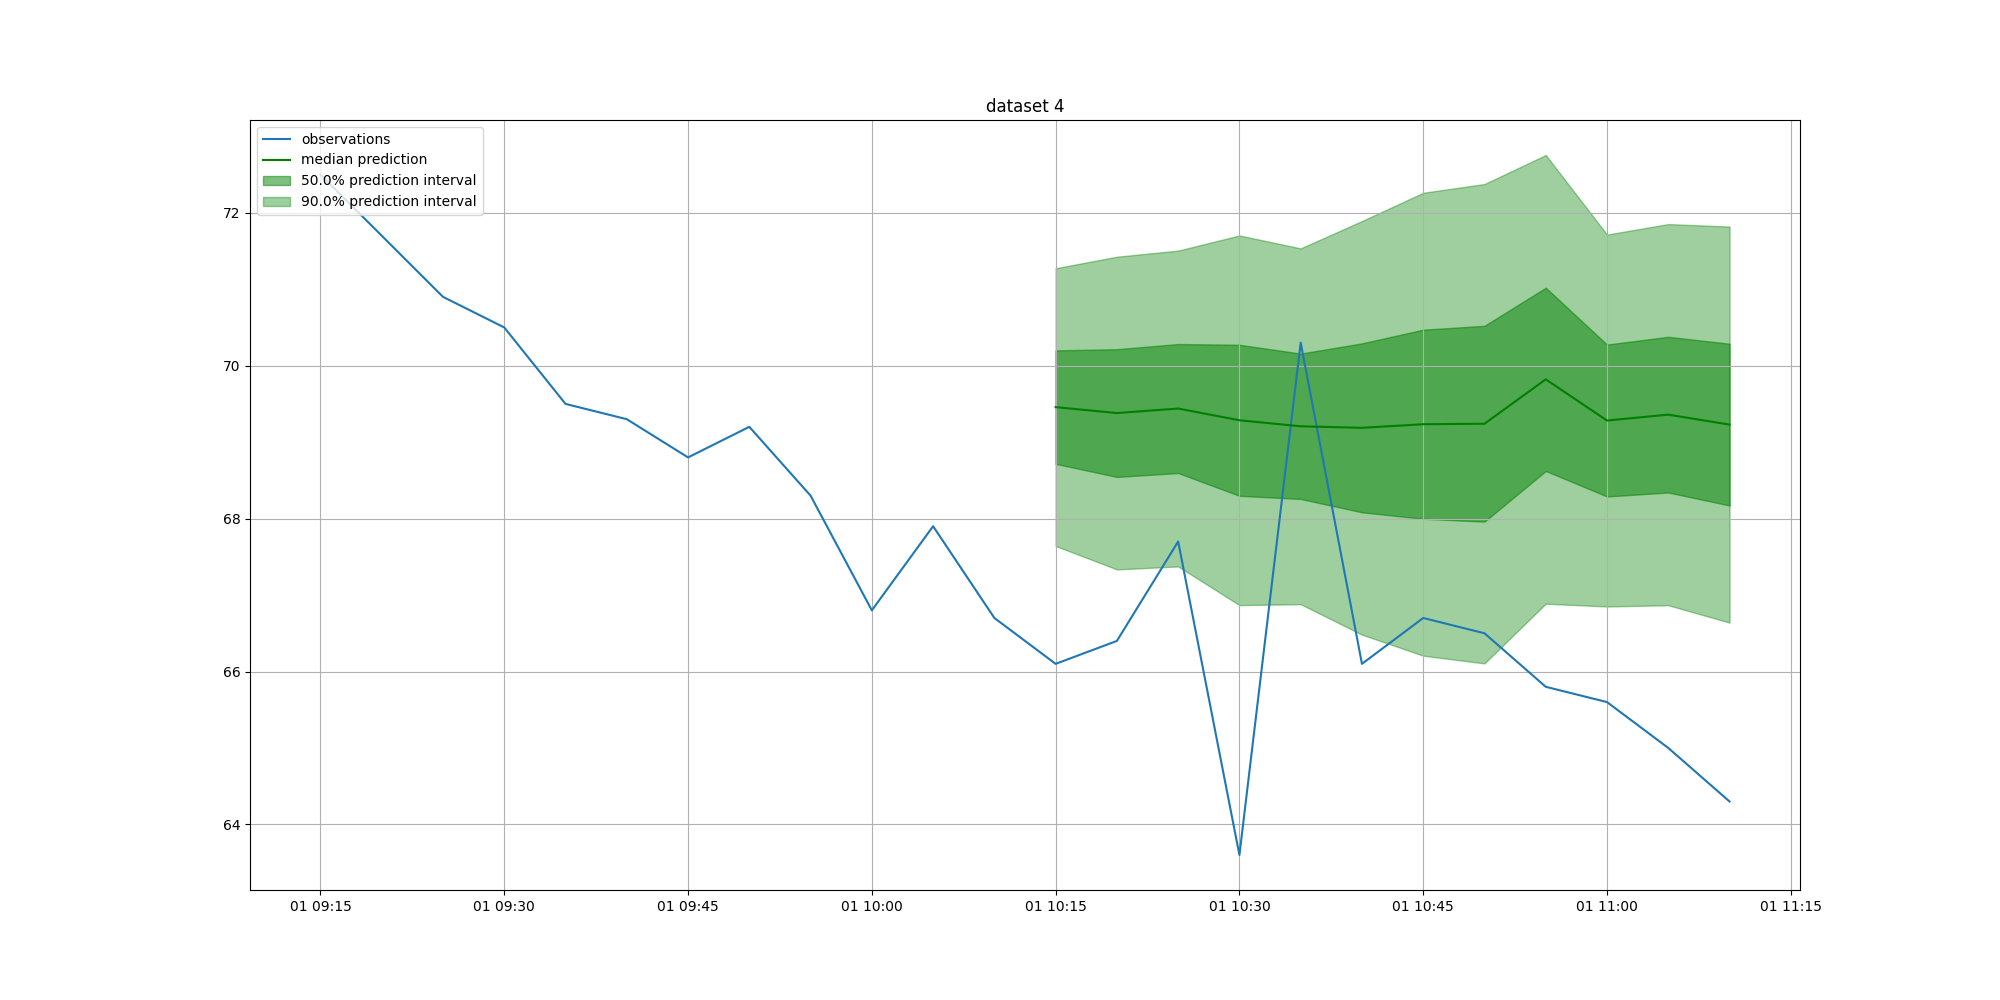 dataset 4
observations
median prediction
50.0% prediction interval
90.0% prediction interval
72
70
68
66
64
01 09:15 01 09:30 01 09:45 01 10:00 01 10:15 01 10:30 01 10:45 01 11:00 01 11:15